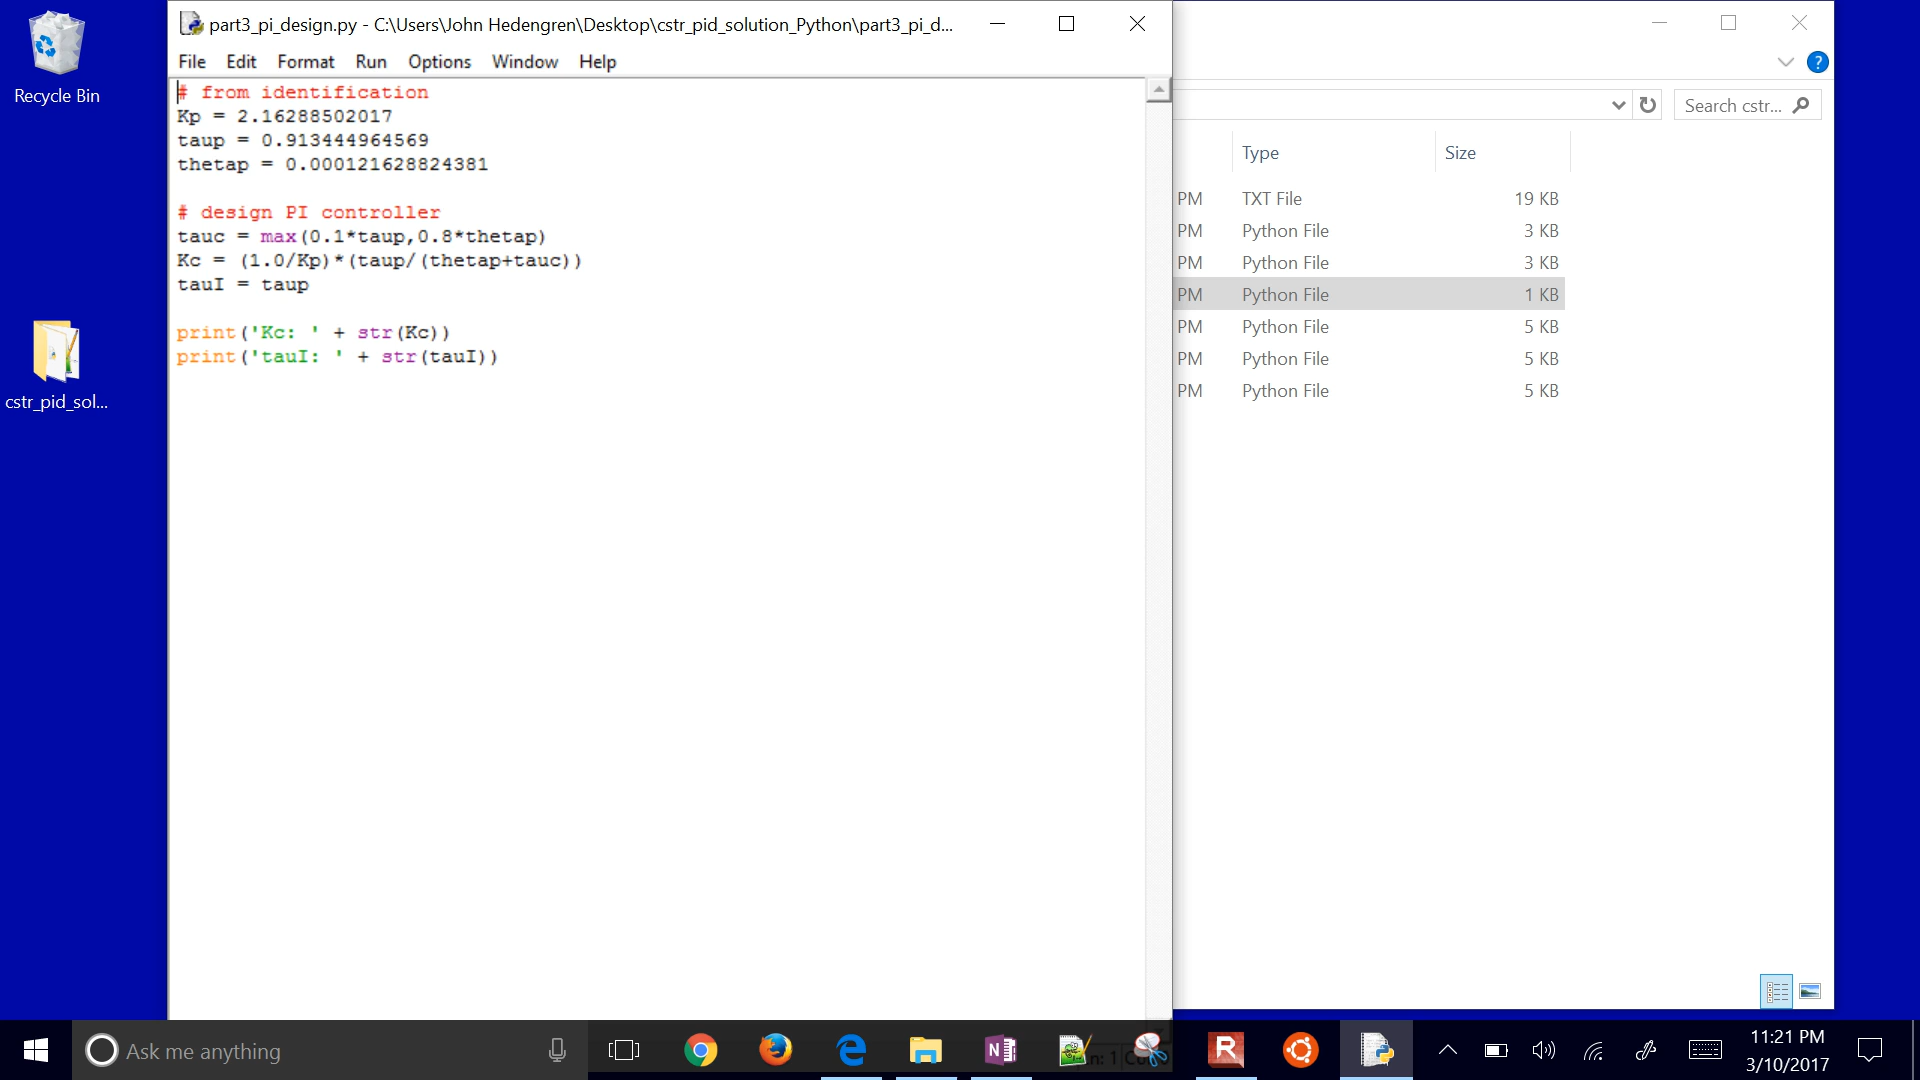 Recycle Bin
cstr_pid_sol...
part3_pi_design.py - C:\Users\John Hedengren\Desktop\cstr_pid_solution_Python\part3_pi_d...
File Edit Format Run Options Window Help
# from identification
Kp = 2.16288502017
taup = 0.913444964569
thetap = 0.000121628824381
# design PI controller
tauc = max(0.1*taup,0.8*thetap)
Kc = (1.0/Kp)*(taup/(thetap+tauc))
tauI = taup
print('Kc: ' + str(Kc))
print('tauI: ' + str(tauI))
?
Search cstr...
Type Size
PM TXT File 19 KB
PM Python File 3 KB
PM Python File 3 KB
PM Python File 1 KB
PM Python File 5 KB
PM Python File 5 KB
PM Python File 5 KB
Ask me anything
N
R
11:21 PM
3/10/2017